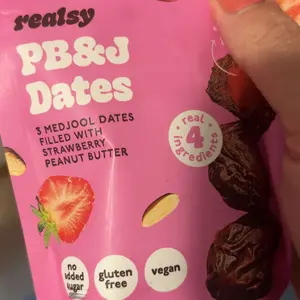 realsy
PB&J
Dates
3 MEDJOOL DATES
FILLED WITH
STRAWBERRY
PEANUT BUTTER
real
4
ingredients
no
added
sugar
gluten
free
vegan